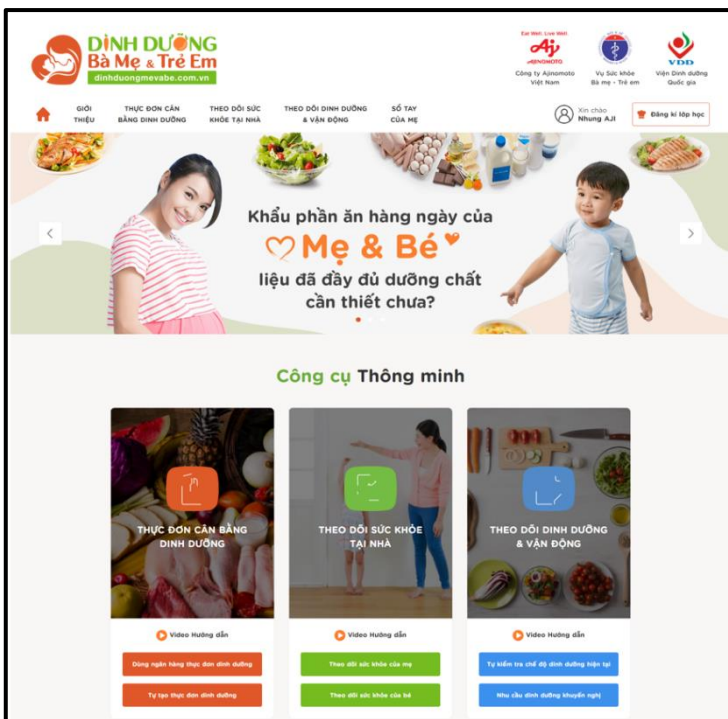 DINH DƯỠNG
Bà Mẹ & Trẻ Em
dinhduongmevabe.com.vn
Eat Well, Live Well.
Aj
AJINOMOTO
Công ty Ajinomoto
Việt Nam
Vụ Sức khỏe
Bà mẹ - Trẻ em
VDD
Viện Dinh dưỡng
Quốc gia
GIỚI
THIỆU
THỰC ĐƠN CÂN
BẰNG DINH DƯỠNG
THEO DÕI SỨC
KHỎE TẠI NHÀ
THEO DÕI DINH DƯỠNG
& VẬN ĐỘNG
SỔ TAY
CỦA MẸ
Xin chào
Nhung AJI
Đăng kí lớp học
Khẩu phần ăn hàng ngày của
Mẹ & Bé
liệu đã đầy đủ dưỡng chất
cần thiết chưa?
Công cụ Thông minh
THỰC ĐƠN CÂN BẰNG
DINH DƯỠNG
THEO DÕI SỨC KHỎE
TẠI NHÀ
THEO DÕI DINH DƯỠNG
& VẬN ĐỘNG
Video Hướng dẫn
Video Hướng dẫn
Video Hướng dẫn
Dùng ngân hàng thực đơn dinh dưỡng
Theo dõi sức khỏe của mẹ
Tự kiểm tra chế độ dinh dưỡng hiện tại
Tự tạo thực đơn dinh dưỡng
Theo dõi sức khỏe của bé
Nhu cầu dinh dưỡng khuyến nghị